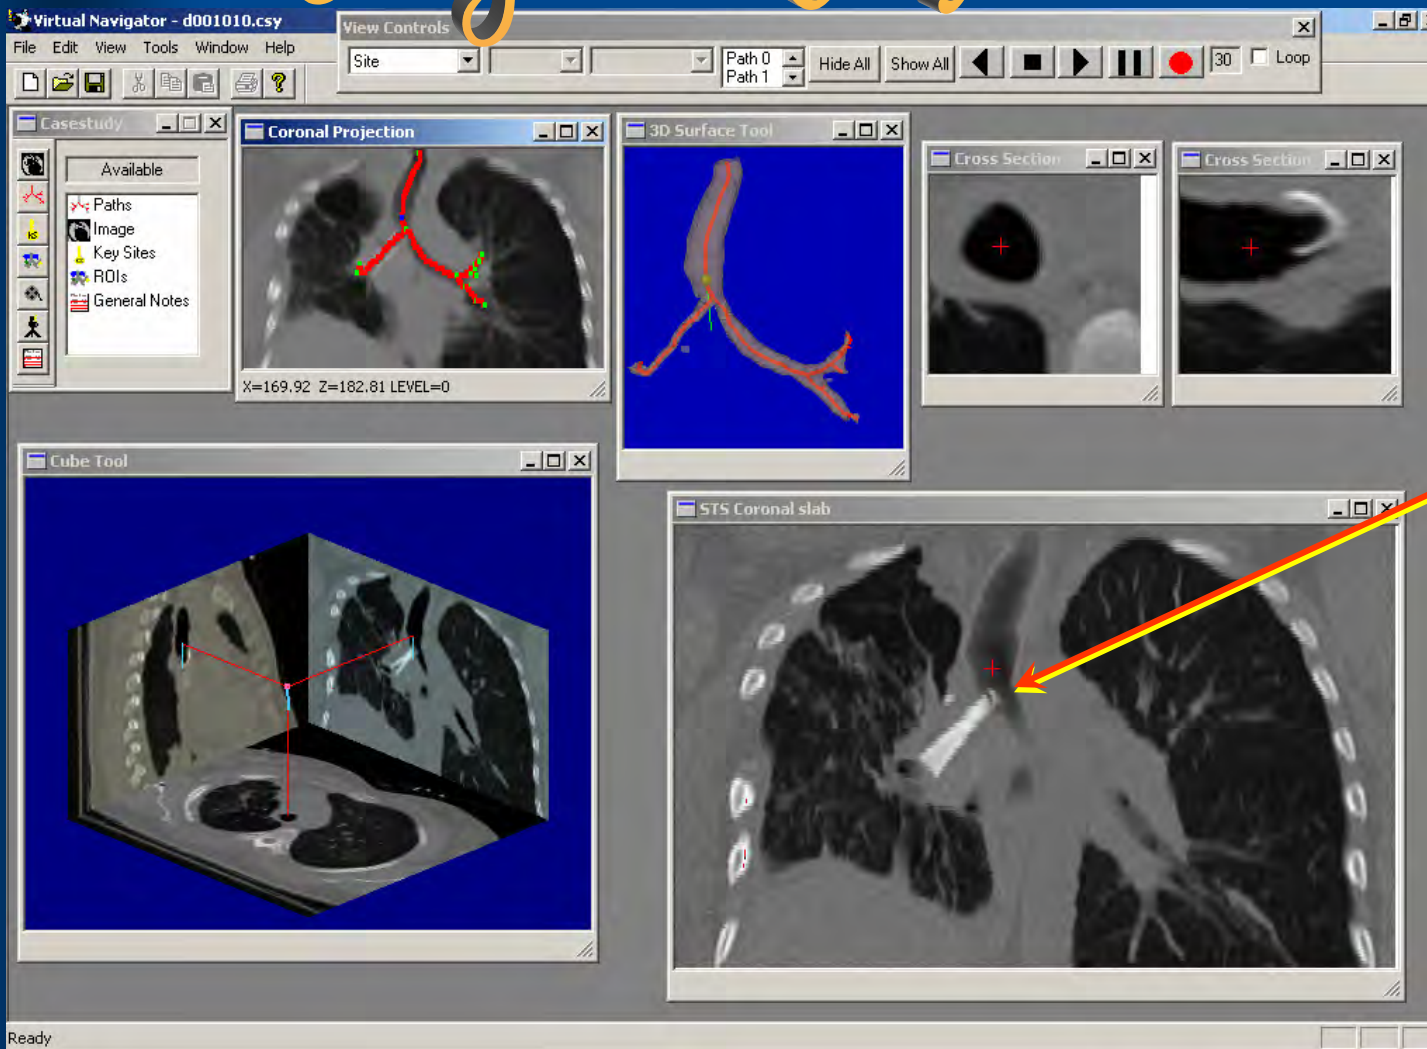 Virtual Navigator - d001010.csy
View Controls
File Edit View Tools Window Help
Site
Path 0
Path 1
Hide All
Show All
30
Loop
Casestudy
Available
Paths
Image
Key Sites
ROIs
General Notes
Coronal Projection
X=169.92 Z=182.81 LEVEL=0
3D Surface Tool
Cross Section
Cross Section
Cube Tool
STS Coronal slab
Ready